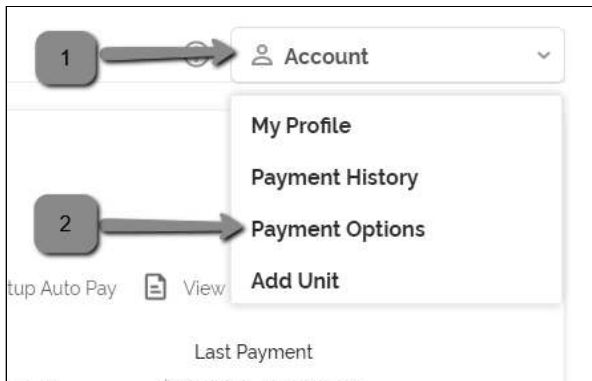 1
Account
My Profile
Payment History
2
Payment Options
Add Unit
tup Auto Pay View
Last Payment